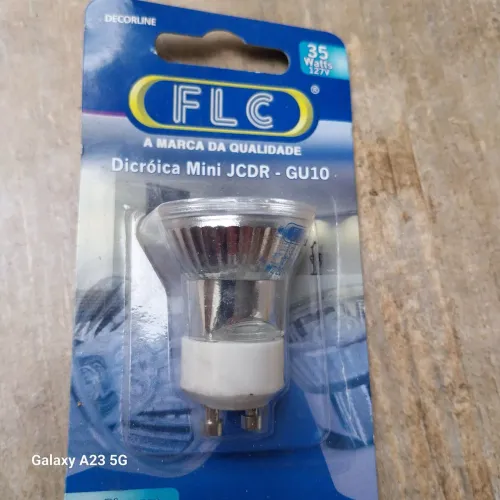 DECORLINE
35
Watts
127V
FLC
®
A MARCA DA QUALIDADE
Dicróica Mini JCDR - GU10
Galaxy A23 5G